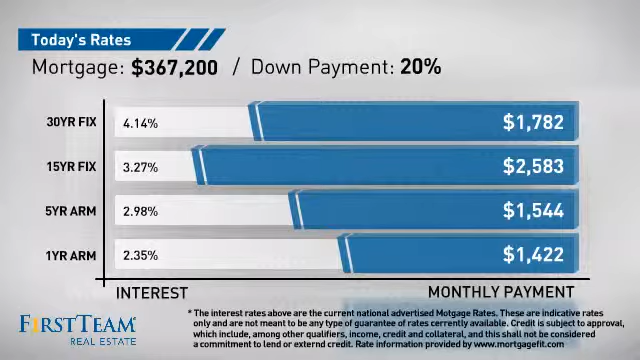 Today's Rates
Mortgage: $367,200 / Down Payment: 20%
30YR FIX 4.14% $1,782
15YR FIX 3.27% $2,583
5YR ARM 2.98% $1,544
1YR ARM 2.35% $1,422
INTEREST MONTHLY PAYMENT
* The interest rates above are the current national advertised Motgage Rates. These are indicative rates
only and are not meant to be any type of guarantee of rates cerrently available. Credit is subject to approval,
which include, among other qualifiers, income, credit and collateral, and this shall not be considered
a commitment to lend or externd credit. Rate information provided by www.mortgagefit.com.
FIRST TEAM®
REAL ESTATE